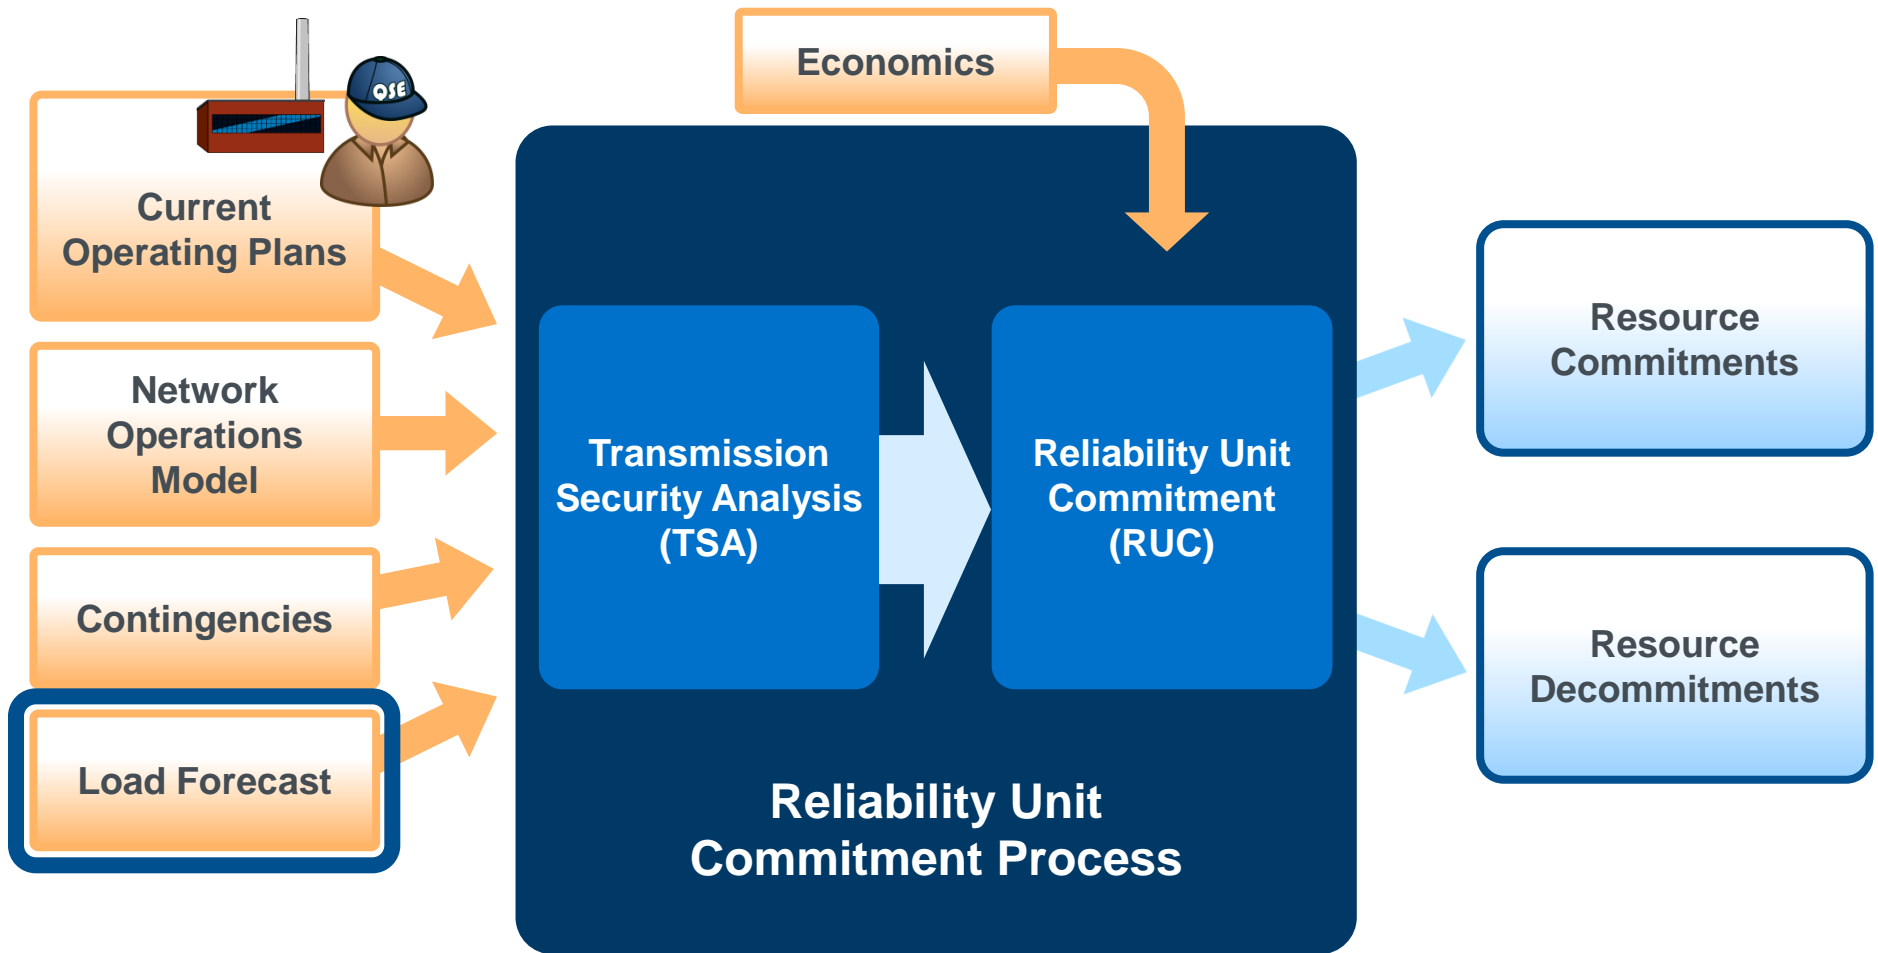 Economics
QSE
Current
Operating Plans
Network
Operations
Model
Contingencies
Load Forecast
Transmission
Security Analysis
(TSA)
Reliability Unit
Commitment
(RUC)
Reliability Unit
Commitment Process
Resource
Commitments
Resource
Decommitments